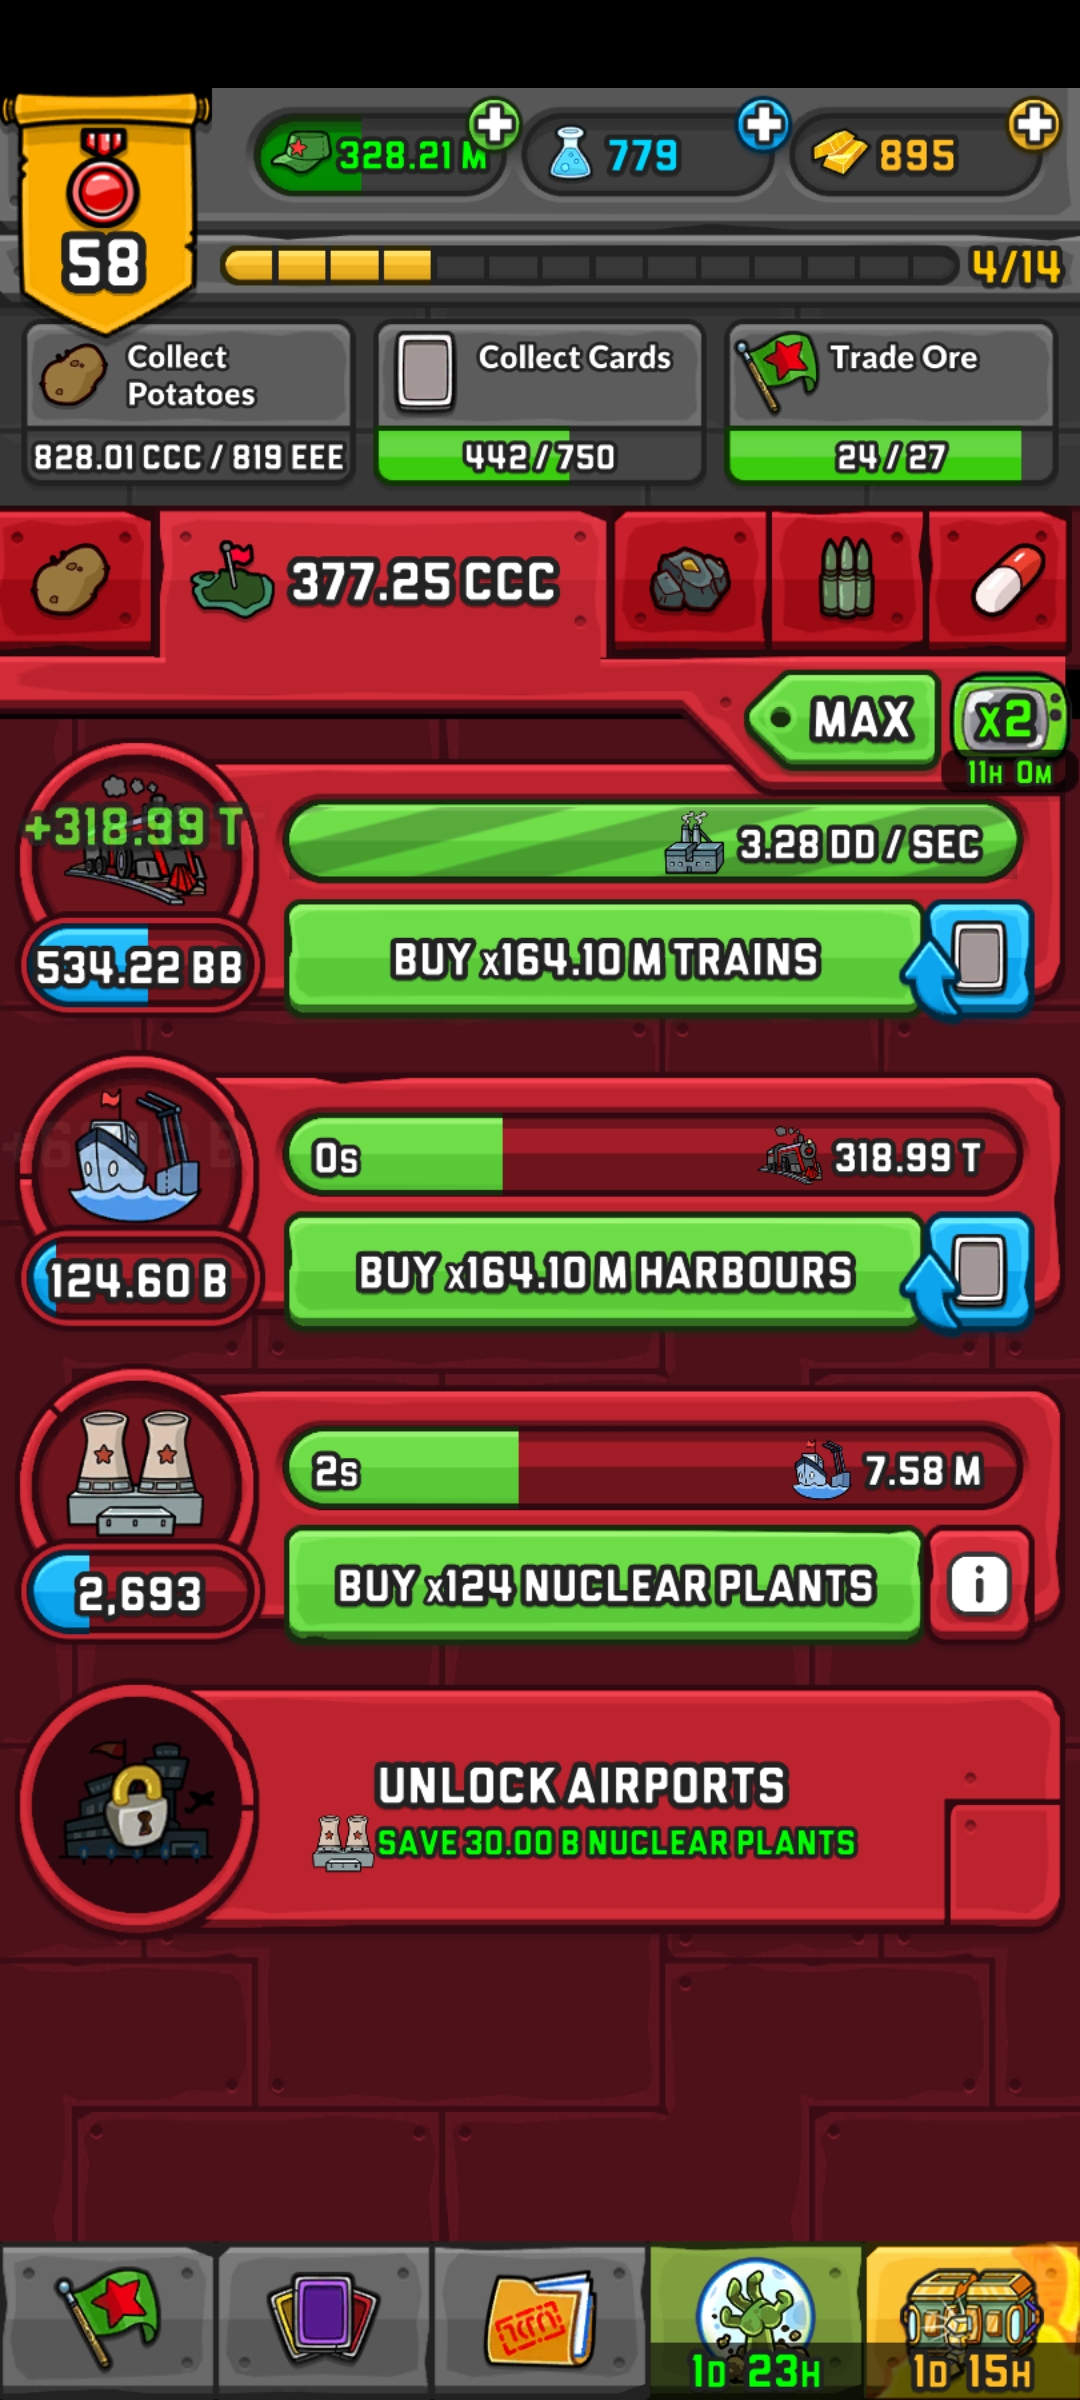 328.21 M
779
895
58
4/14
Collect
Potatoes
Collect Cards
Trade Ore
828.01 CCC / 819 EEE
442 / 750
24 / 27
377.25 CCC
MAX
x2
11H 0M
+318.99 T
3.28 DD / SEC
534.22 BB
BUY x164.10 M TRAINS
0s
318.99 T
124.60 B
BUY x164.10 M HARBOURS
2s
7.58 M
2,693
BUY x124 NUCLEAR PLANTS
i
UNLOCK AIRPORTS
SAVE 30.00 B NUCLEAR PLANTS
1D 23H
1D 15H